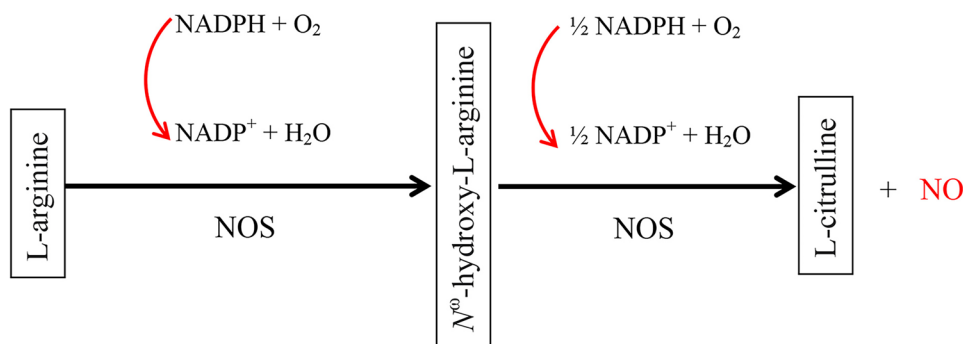 NADPH + O₂
½ NADPH + O₂
NADP⁺ + H₂O
½ NADP⁺ + H₂O
L-arginine
NOS
Nω-hydroxy-L-arginine
NOS
L-citrulline
+ NO